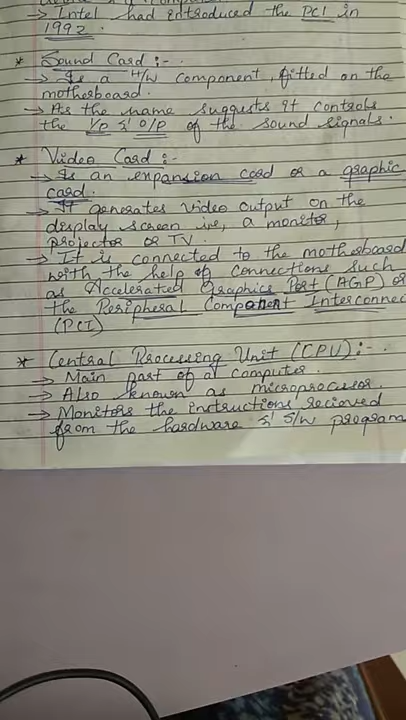 → Intel had introduced the PCI in
1992.
* Sound Card :-
→ Is a H/W component, fitted on the
motherboard.
→ As the name suggests it controls
the I/P & O/P of the sound signals.
* Video Card :-
→ Is an expansion card or a graphic
card.
→ It generates video output on the
display screen i.e, a monitor,
projector or TV.
→ It is connected to the motherboard
with the help of connections such
as Accelerated Graphics Port (AGP) or
the Peripheral Component Interconnec
(PCI)
* Central Processing Unit (CPU) :-
→ Main part of a computer.
→ Also known as microprocessor.
→ Monitors the instructions recieved
from the hardware & S/W programs